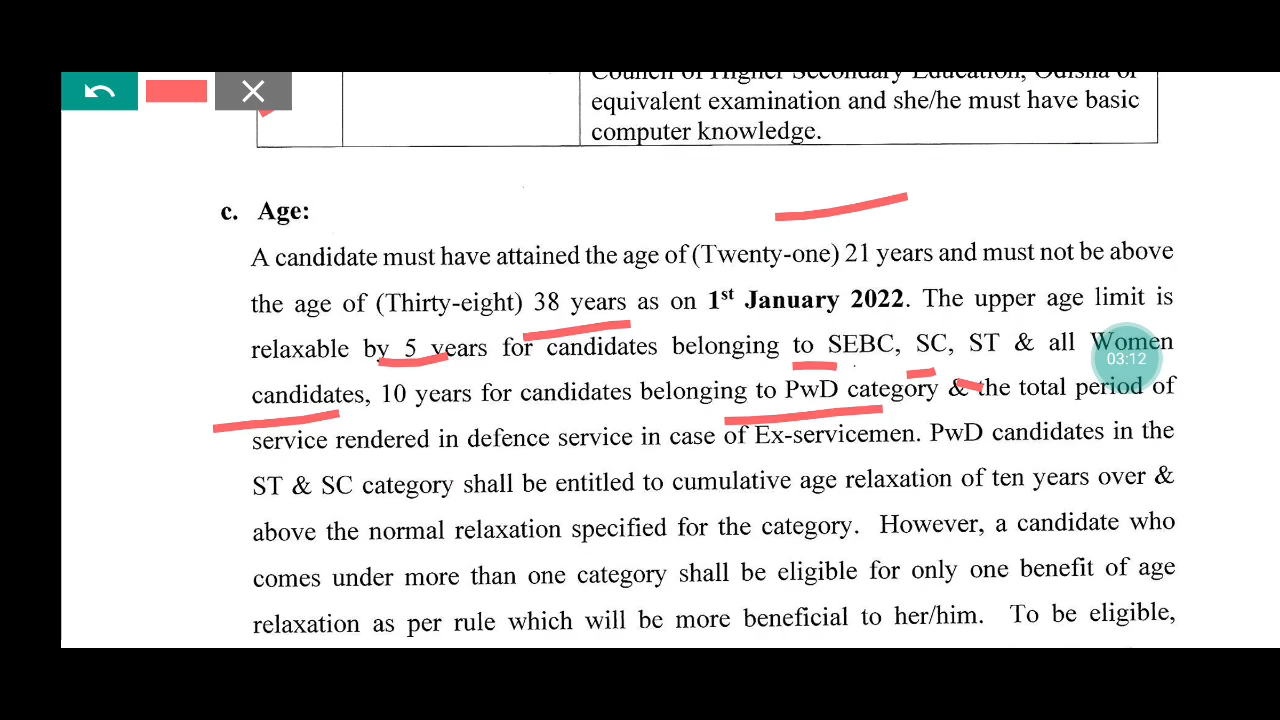 Council of Higher Secondary Education, Odisha or
equivalent examination and she/he must have basic
computer knowledge.
c. Age:
A candidate must have attained the age of (Twenty-one) 21 years and must not be above
the age of (Thirty-eight) 38 years as on 1st January 2022. The upper age limit is
relaxable by 5 years for candidates belonging to SEBC, SC, ST & all Women
03:12
candidates, 10 years for candidates belonging to PwD category & the total period of
service rendered in defence service in case of Ex-servicemen. PwD candidates in the
ST & SC category shall be entitled to cumulative age relaxation of ten years over &
above the normal relaxation specified for the category. However, a candidate who
comes under more than one category shall be eligible for only one benefit of age
relaxation as per rule which will be more beneficial to her/him. To be eligible,